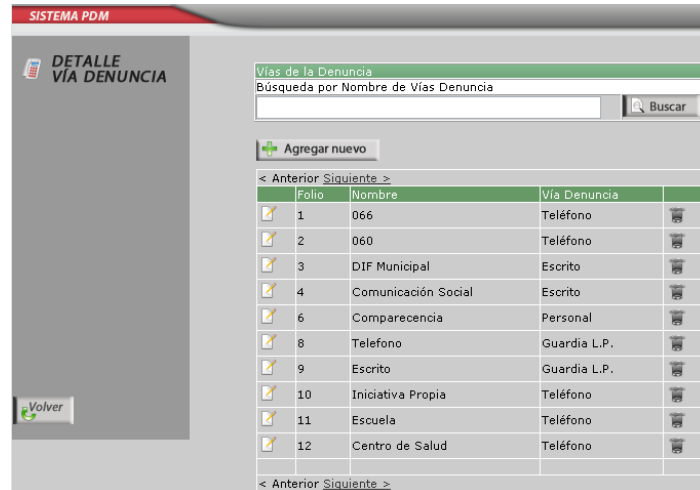 SISTEMA PDM
DETALLE
VÍA DENUNCIA
Vías de la Denuncia
Búsqueda por Nombre de Vías Denuncia
Buscar
Agregar nuevo
< Anterior Siguiente >
Folio Nombre Vía Denuncia
1 066 Teléfono
2 060 Teléfono
3 DIF Municipal Escrito
4 Comunicación Social Escrito
6 Comparecencia Personal
8 Telefono Guardia L.P.
9 Escrito Guardia L.P.
10 Iniciativa Propia Teléfono
11 Escuela Teléfono
12 Centro de Salud Teléfono
< Anterior Siguiente >
Volver